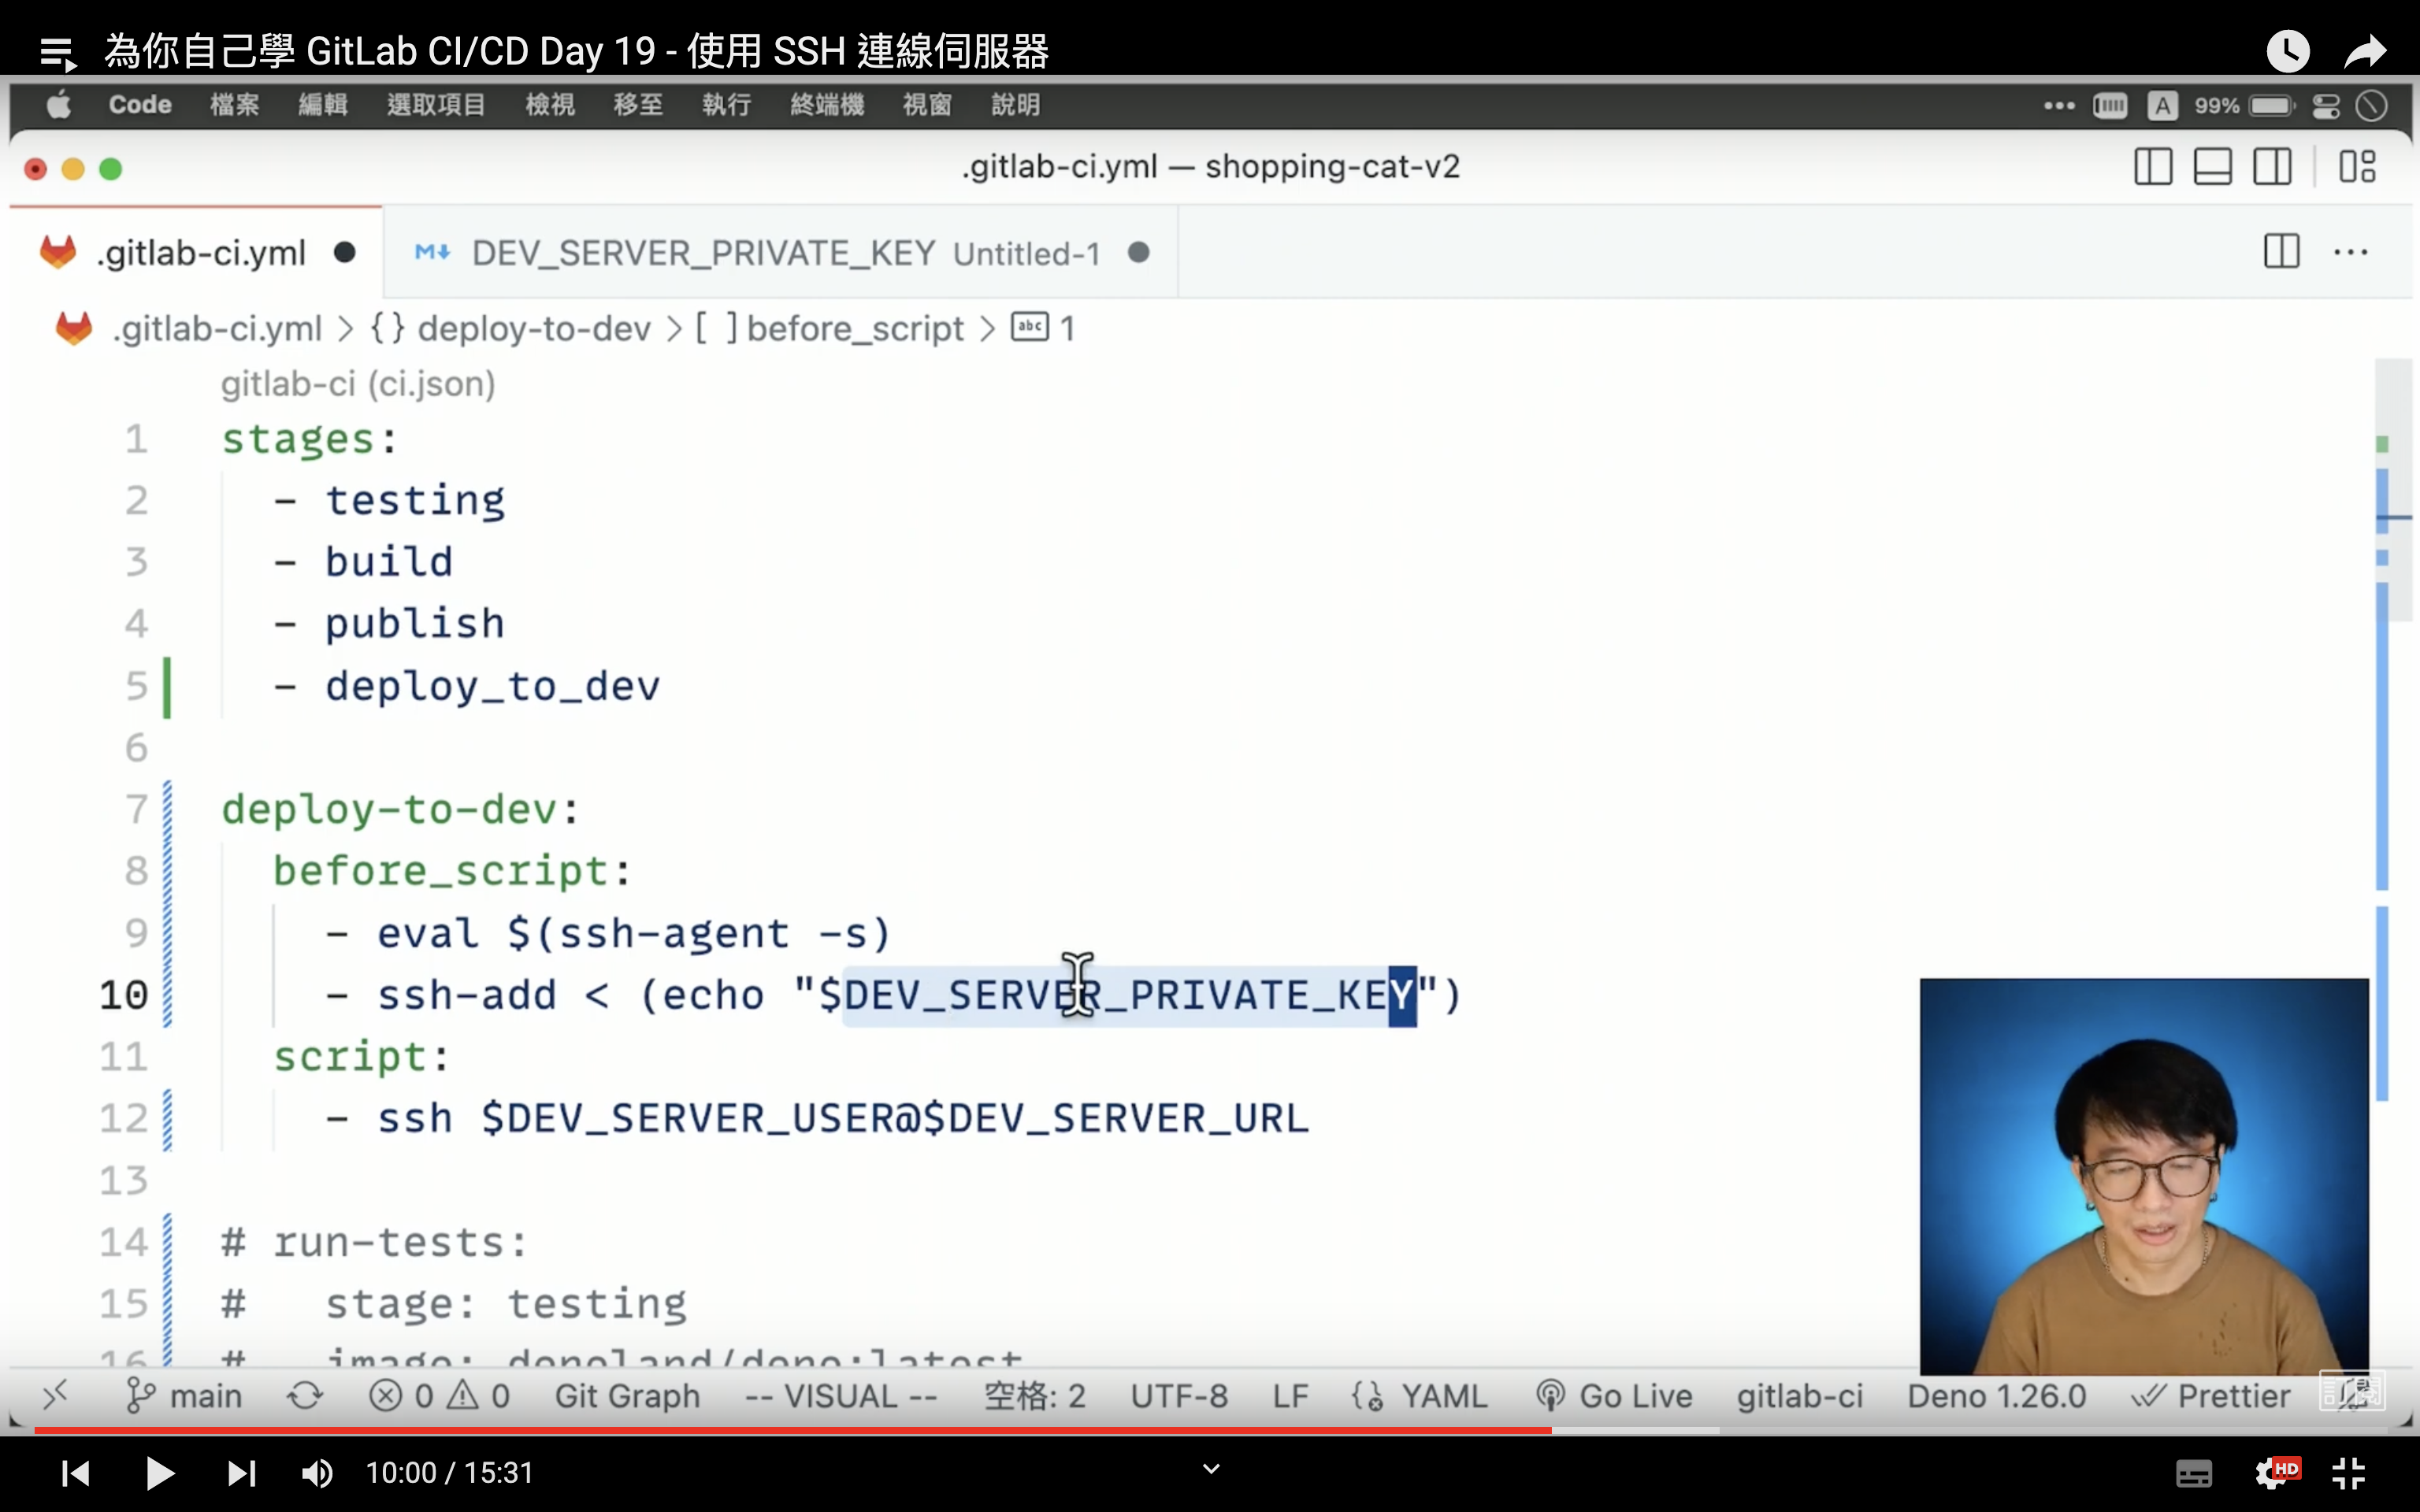 為你自己學 GitLab CI/CD Day 19 - 使用 SSH 連線伺服器
Code 檔案 編輯 選取項目 檢視 移至 執行 終端機 視窗 說明 A 99%
.gitlab-ci.yml — shopping-cat-v2
.gitlab-ci.yml DEV_SERVER_PRIVATE_KEY Untitled-1
.gitlab-ci.yml > {} deploy-to-dev > [ ] before_script > abc 1
gitlab-ci (ci.json)
1 stages:
2 - testing
3 - build
4 - publish
5 - deploy_to_dev
6
7 deploy-to-dev:
8 before_script:
9 - eval $(ssh-agent -s)
10 - ssh-add < (echo "$DEV_SERVER_PRIVATE_KEY")
11 script:
12 - ssh $DEV_SERVER_USER@$DEV_SERVER_URL
13
14 # run-tests:
15 # stage: testing
16 # image: denoland/deno:latest
main 0 0 Git Graph -- VISUAL -- 空格: 2 UTF-8 LF YAML Go Live gitlab-ci Deno 1.26.0 Prettier
10:00 / 15:31 HD